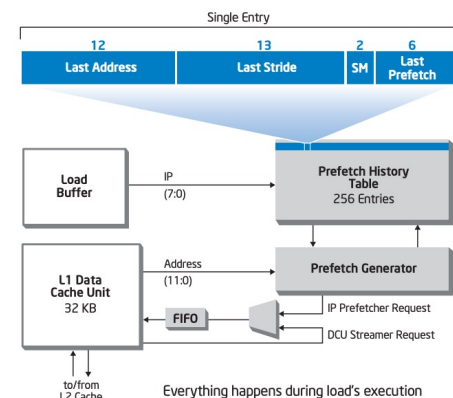 Single Entry
12 13 2 6
Last Address Last Stride SM Last Prefetch
Load Buffer
IP
(7:0)
Prefetch History Table
256 Entries
L1 Data Cache Unit
32 KB
Address
(11:0)
Prefetch Generator
FIFO
IP Prefetcher Request
DCU Streamer Request
to/from
L2 Cache
Everything happens during load's execution